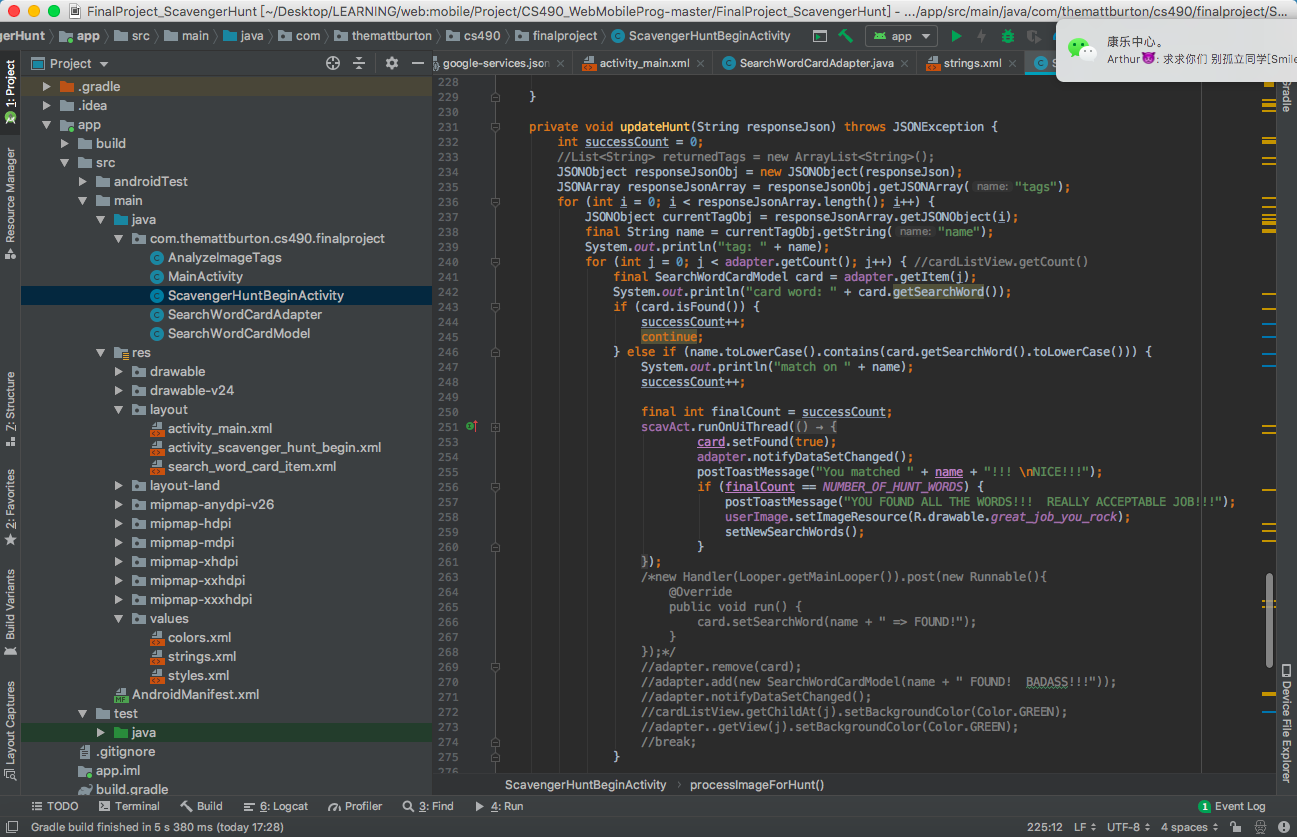 FinalProject_ScavengerHunt [~/Desktop/LEARNING/web:mobile/Project/CS490_WebMobileProg-master/FinalProject_ScavengerHunt] - .../app/src/main/java/com/themattburton/cs490/finalproject/S...
gerHunt app src main java com themattburton cs490 finalproject ScavengerHuntBeginActivity app
康乐中心。
Arthur😈: 求求你们 别孤立同学[Smile
Project
google-services.json activity_main.xml SearchWordCardAdapter.java strings.xml
1: Project
Resource Manager
Z: Structure
2: Favorites
Build Variants
Layout Captures
.gradle
.idea
app
build
src
androidTest
main
java
com.themattburton.cs490.finalproject
AnalyzeImageTags
MainActivity
ScavengerHuntBeginActivity
SearchWordCardAdapter
SearchWordCardModel
res
drawable
drawable-v24
layout
activity_main.xml
activity_scavenger_hunt_begin.xml
search_word_card_item.xml
layout-land
mipmap-anydpi-v26
mipmap-hdpi
mipmap-mdpi
mipmap-xhdpi
mipmap-xxhdpi
mipmap-xxxhdpi
values
colors.xml
strings.xml
styles.xml
AndroidManifest.xml
test
java
.gitignore
app.iml
build.gradle
228
229 }
230
231 private void updateHunt(String responseJson) throws JSONException {
232 int successCount = 0;
233 //List<String> returnedTags = new ArrayList<String>();
234 JSONObject responseJsonObj = new JSONObject(responseJson);
235 JSONArray responseJsonArray = responseJsonObj.getJSONArray( name: "tags");
236 for (int i = 0; i < responseJsonArray.length(); i++) {
237 JSONObject currentTagObj = responseJsonArray.getJSONObject(i);
238 final String name = currentTagObj.getString( name: "name");
239 System.out.println("tag: " + name);
240 for (int j = 0; j < adapter.getCount(); j++) { //cardListView.getCount()
241 final SearchWordCardModel card = adapter.getItem(j);
242 System.out.println("card word: " + card.getSearchWord());
243 if (card.isFound()) {
244 successCount++;
245 continue;
246 } else if (name.toLowerCase().contains(card.getSearchWord().toLowerCase())) {
247 System.out.println("match on " + name);
248 successCount++;
249
250 final int finalCount = successCount;
251 scavAct.runOnUiThread(() → {
253 card.setFound(true);
254 adapter.notifyDataSetChanged();
255 postToastMessage("You matched " + name + "!!! \nNICE!!!");
256 if (finalCount == NUMBER_OF_HUNT_WORDS) {
257 postToastMessage("YOU FOUND ALL THE WORDS!!!  REALLY ACCEPTABLE JOB!!!");
258 userImage.setImageResource(R.drawable.great_job_you_rock);
259 setNewSearchWords();
260 }
261 });
263 /*new Handler(Looper.getMainLooper()).post(new Runnable(){
264 @Override
265 public void run() {
266 card.setSearchWord(name + " => FOUND!");
267 }
268 });*/
269 //adapter.remove(card);
270 //adapter.add(new SearchWordCardModel(name + " FOUND!  BADASS!!!"));
271 //adapter.notifyDataSetChanged();
272 //cardListView.getChildAt(j).setBackgroundColor(Color.GREEN);
273 //adapter..getView(j).setBackgroundColor(Color.GREEN);
274 //break;
275 }
276
Device File Explorer
ScavengerHuntBeginActivity › processImageForHunt()
TODO Terminal Build 6: Logcat Profiler 3: Find 4: Run 1 Event Log
Gradle build finished in 5 s 380 ms (today 17:28) 225:12 LF UTF-8 4 spaces